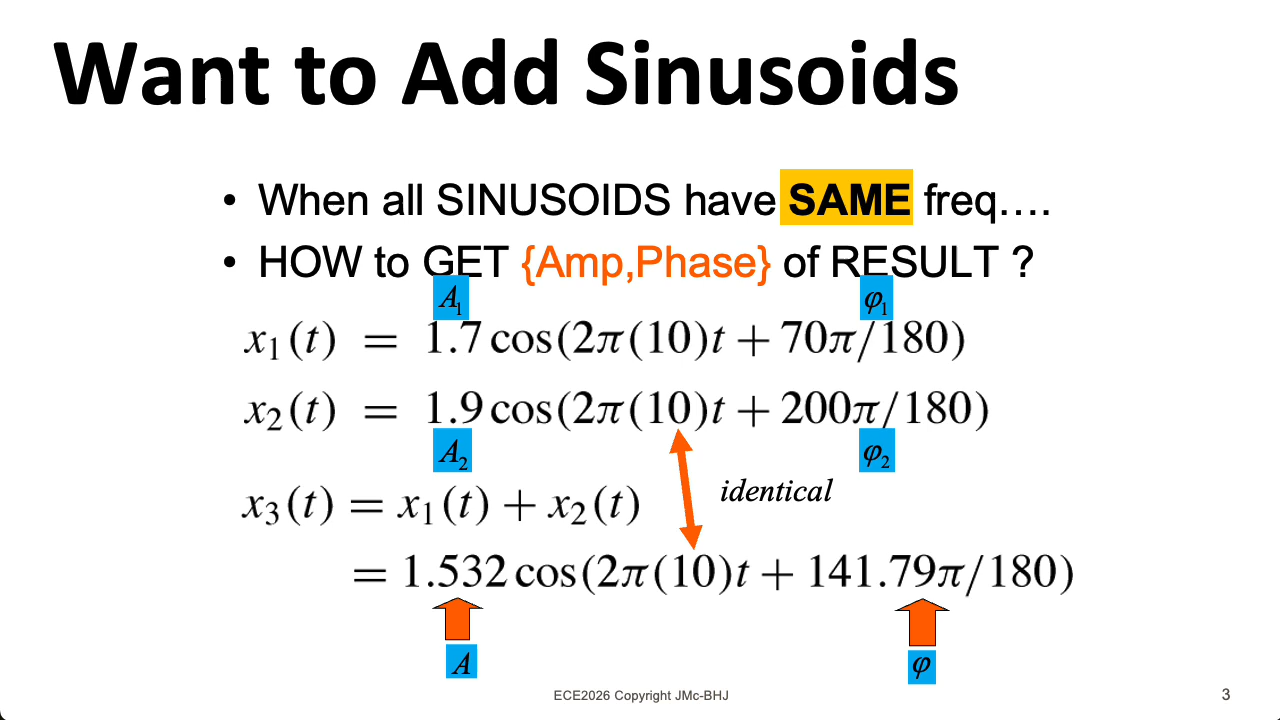 Want to Add Sinusoids
• When all SINUSOIDS have SAME freq….
• HOW to GET {Amp,Phase} of RESULT ?
A₁ φ₁
x₁(t) = 1.7 cos(2π(10)t + 70π/180)
x₂(t) = 1.9 cos(2π(10)t + 200π/180)
A₂ φ₂
identical
x₃(t) = x₁(t) + x₂(t)
= 1.532 cos(2π(10)t + 141.79π/180)
A φ
ECE2026 Copyright JMc-BHJ
3